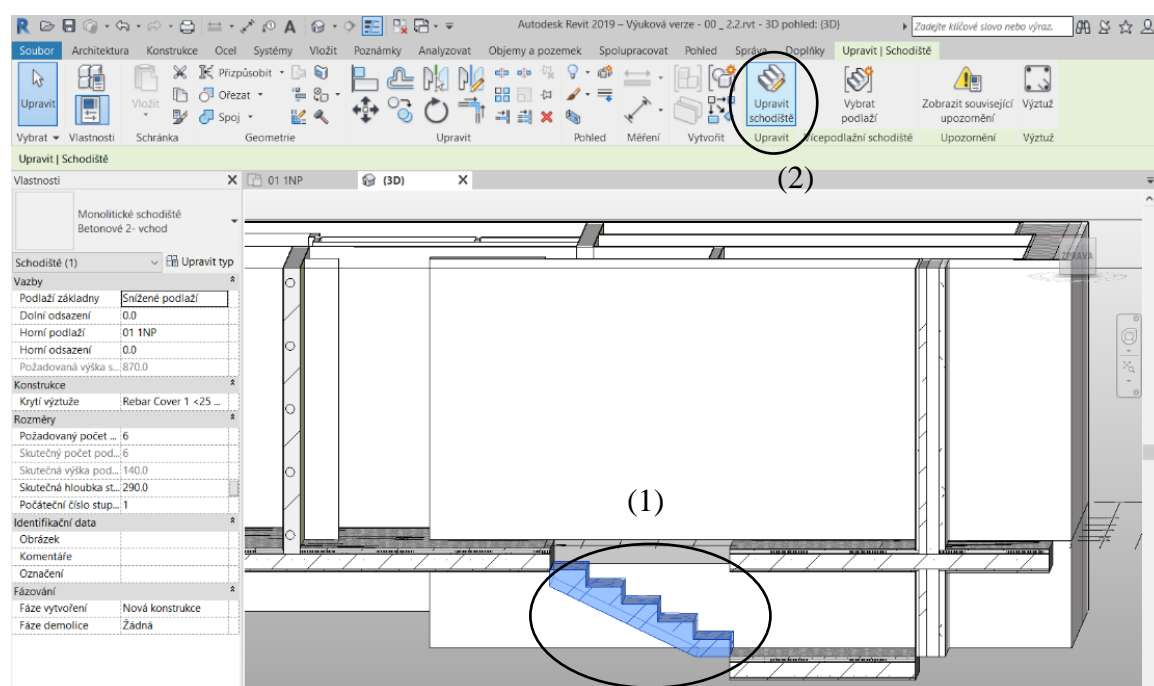 Autodesk Revit 2019 – Výuková verze - 00 _ 2.2.rvt - 3D pohled: {3D}
Zadejte klíčové slovo nebo výraz.
Soubor Architektura Konstrukce Ocel Systémy Vložit Poznámky Analyzovat Objemy a pozemek Spolupracovat Pohled Správa Doplňky Upravit | Schodiště
Upravit
Vložit
Přizpůsobit
Ořezat
Spoj
Upravit schodiště
Vybrat podlaží
Zobrazit související upozornění
Výztuž
Vybrat Vlastnosti Schránka Geometrie Upravit Pohled Měření Vytvořit Upravit Vícepodlažní schodiště Upozornění Výztuž
Upravit | Schodiště
(2)
Vlastnosti
01 1NP
{3D}
Monolitické schodiště
Betonové 2- vchod
Schodiště (1) Upravit typ
Vazby
Podlaží základny Snížené podlaží
Dolní odsazení 0.0
Horní podlaží 01 1NP
Horní odsazení 0.0
Požadovaná výška s... 870.0
Konstrukce
Krytí výztuže Rebar Cover 1 <25 ...
Rozměry
Požadovaný počet ... 6
Skutečný počet pod... 6
Skutečná výška pod... 140.0
Skutečná hloubka st... 290.0
Počáteční číslo stup... 1
Identifikační data
Obrázek
Komentáře
Označení
Fázování
Fáze vytvoření Nová konstrukce
Fáze demolice Žádná
ZPRAVA
(1)